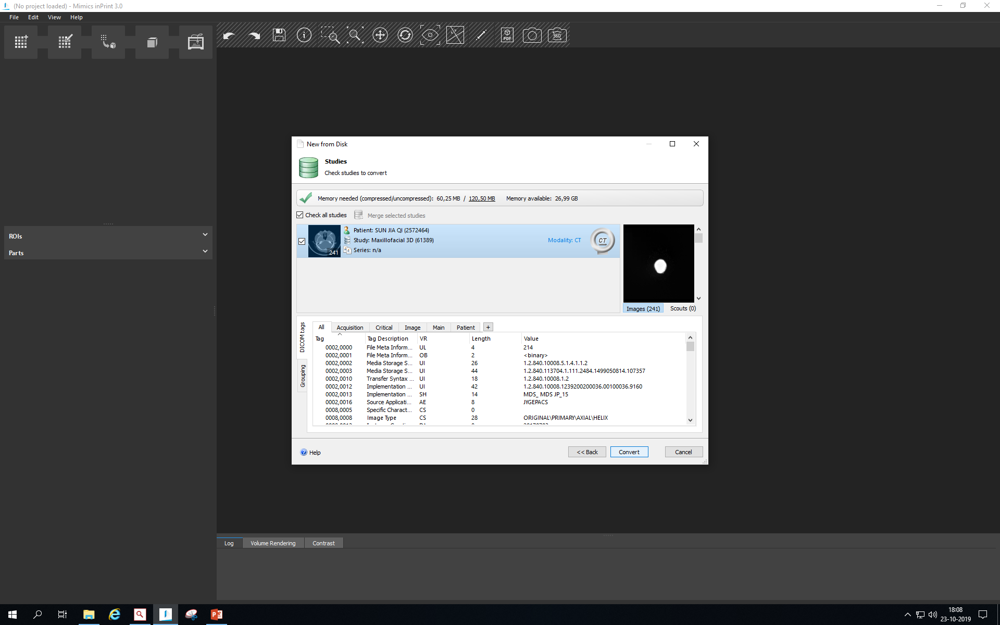 (No project loaded) - Mimics inPrint 3.0
File Edit View Help
PDF
360
ROIs
Parts
New from Disk
Studies
Check studies to convert
Memory needed (compressed/uncompressed): 60,25 MB / 120,50 MB Memory available: 26,99 GB
Check all studies Merge selected studies
241
Patient: SUN JIA QI (2572464)
Study: Maxillofacial 3D (61389)
Series: n/a
Modality: CT
CT
Images (241) Scouts (0)
DICOM tags
Grouping
All Acquisition Critical Image Main Patient +
Tag Tag Description VR Length Value
0002,0000 File Meta Inform... UL 4 214
0002,0001 File Meta Inform... OB 2 <binary>
0002,0002 Media Storage S... UI 26 1.2.840.10008.5.1.4.1.1.2
0002,0003 Media Storage S... UI 44 1.2.840.113704.1.111.2484.1499050814.107357
0002,0010 Transfer Syntax ... UI 18 1.2.840.10008.1.2
0002,0012 Implementation ... UI 42 1.2.840.10008.1239200200036.00100036.9160
0002,0013 Implementation ... SH 14 MDS_ MDS JP_15
0002,0016 Source Applicati... AE 8 JYGEPACS
0008,0005 Specific Charact... CS 0
0008,0008 Image Type CS 28 ORIGINAL\PRIMARY\AXIAL\HELIX
Help << Back Convert Cancel
Log Volume Rendering Contrast
18:08
23-10-2019